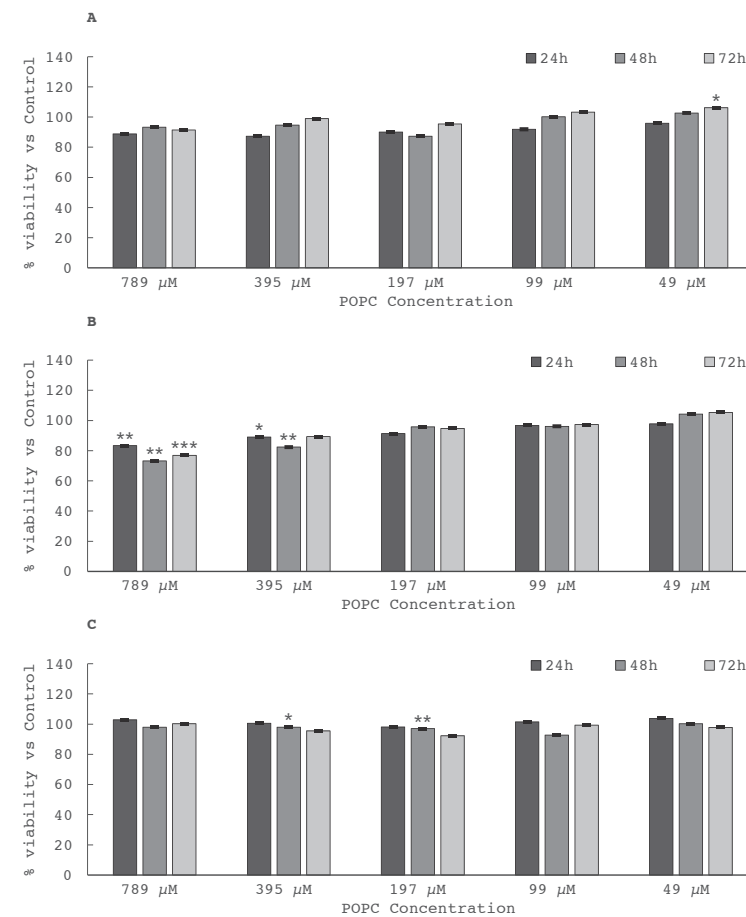 A
% viability vs Control
140
120
100
80
60
40
20
0
24h 48h 72h
*
789 µM 395 µM 197 µM 99 µM 49 µM
POPC Concentration
B
% viability vs Control
140
120
100
80
60
40
20
0
24h 48h 72h
** ** *** * **
789 µM 395 µM 197 µM 99 µM 49 µM
POPC Concentration
C
% viability vs Control
140
120
100
80
60
40
20
0
24h 48h 72h
* **
789 µM 395 µM 197 µM 99 µM 49 µM
POPC Concentration